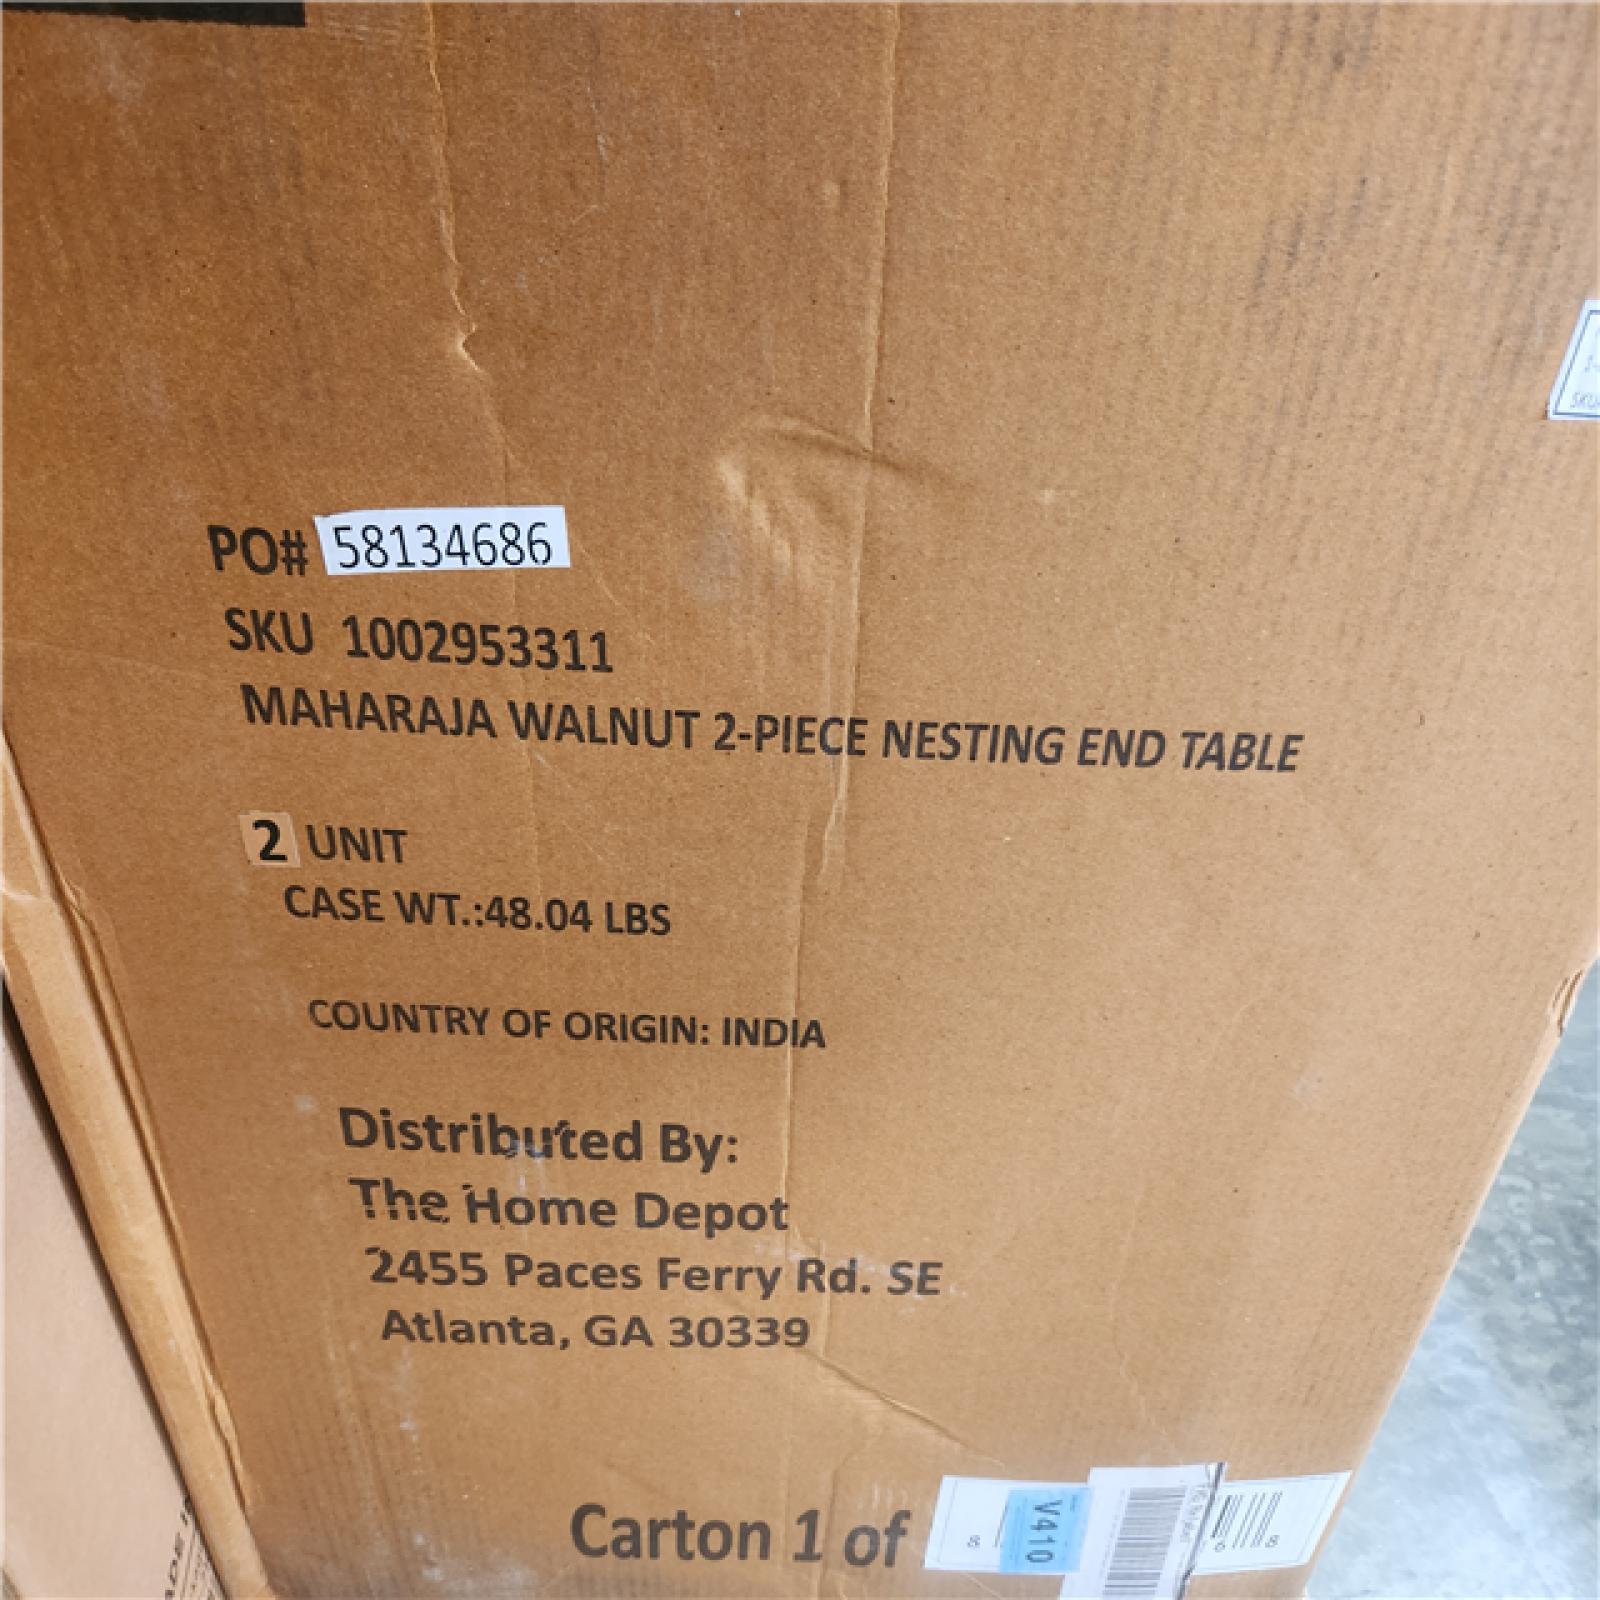 PO# 58134686
SKU 1002953311
MAHARAJA WALNUT 2-PIECE NESTING END TABLE
2 UNIT
CASE WT.:48.04 LBS
COUNTRY OF ORIGIN: INDIA
Distributed By:
The Home Depot
2455 Paces Ferry Rd. SE
Atlanta, GA 30339
Carton 1 of
V410
SKU